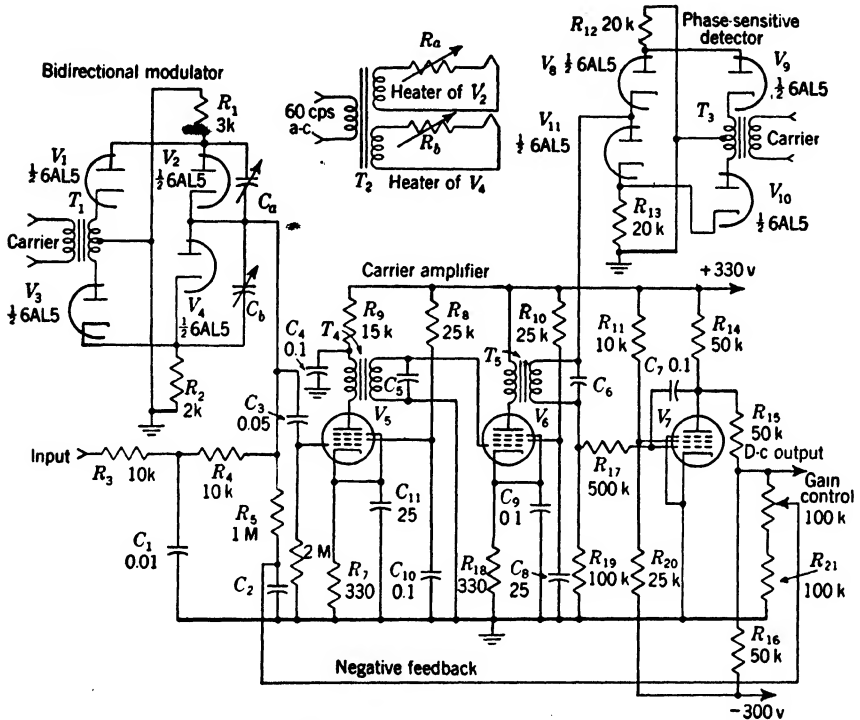 R12 20 k
Phase-sensitive
detector
Ra
V8 ½ 6AL5
V9
½ 6AL5
Bidirectional modulator
Heater of V2
60 cps
a-c
R1
3k
V11
½ 6AL5
T3
Carrier
Rb
V1
½ 6AL5
V2
½ 6AL5
T2
Heater of V4
V10
½ 6AL5
Ca
T1
R13
20 k
Carrier
V3
½ 6AL5
V4
½ 6AL5
Cb
Carrier amplifier
+330 v
R9
15 k
R8
25 k
R10
25 k
R11
10 k
R14
50 k
C4
0.1
T4
T5
C7 0.1
R2
2k
C5
C6
C3
0.05
V5
V6
V7
R15
50 k
D-c output
Input
R3
10k
R4
10 k
R17
500 k
Gain
control
100 k
C11
25
C9
0 1
R5
1 M
C1
0.01
2 M
R7
330
C10
0.1
R18
330
C8
25
R19
100 k
R20
25 k
R21
100 k
C2
R16
50 k
Negative feedback
−300 v